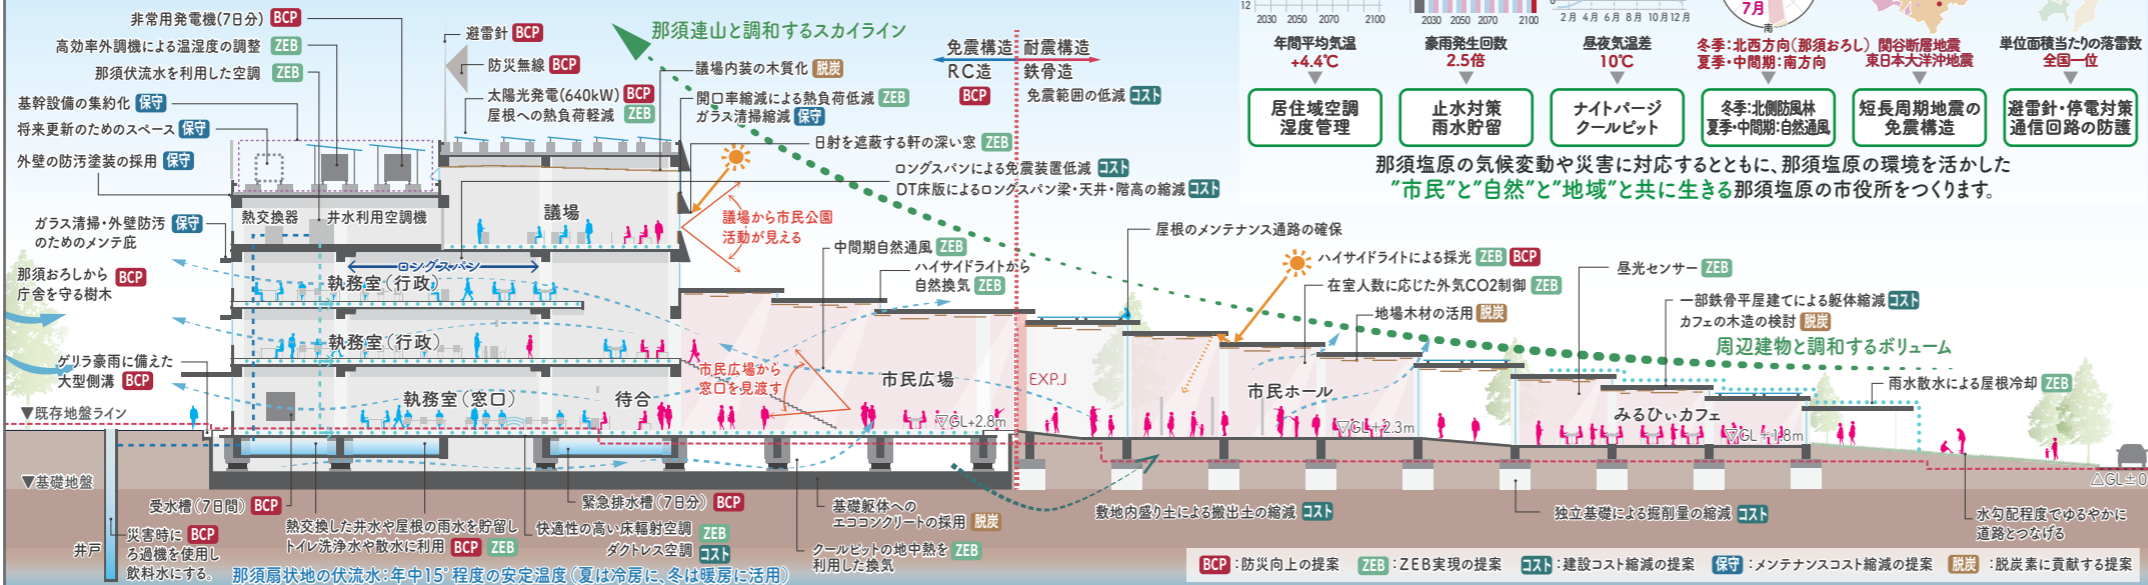 非常用発電機(7日分) BCP
高効率外調機による温湿度の調整 ZEB
那須伏流水を利用した空調 ZEB
基幹設備の集約化 保守
将来更新のためのスペース 保守
外壁の防汚塗装の採用 保守
ガラス清掃・外壁防汚 保守
のためのメンテ庇
那須おろしから BCP
庁舎を守る樹木
ゲリラ豪雨に備えた
大型側溝 BCP
▼既存地盤ライン
▼基礎地盤
避雷針 BCP
防災無線 BCP
太陽光発電(640kW) BCP
屋根への熱負荷軽減 ZEB
那須連山と調和するスカイライン
議場内装の木質化 脱炭
開口率縮減による熱負荷低減 ZEB
ガラス清掃縮減 保守
日射を遮蔽する軒の深い窓 ZEB
ロングスパンによる免震装置低減 コスト
DT床版によるロングスパン梁・天井・階高の縮減 コスト
免震構造 耐震構造
RC造 鉄骨造
BCP 免震範囲の低減 コスト
熱交換器 井水利用空調機
議場
議場から市民公園
活動が見える
ロングスパン
執務室(行政)
執務室(行政)
執務室(窓口)
待合
中間期自然通風 ZEB
ハイサイドライトから
自然換気 ZEB
市民広場から
窓口を見渡す
市民広場
▽GL+2.8m
EXP.J
屋根のメンテナンス通路の確保
ハイサイドライトによる採光 ZEB BCP
在室人数に応じた外気CO2制御 ZEB
地場木材の活用 脱炭
市民ホール
▽GL+2.3m
昼光センサー ZEB
一部鉄骨平屋建てによる躯体縮減 コスト
カフェの木造の検討 脱炭
周辺建物と調和するボリューム
雨水散水による屋根冷却 ZEB
みるひぃカフェ
▽GL+1.8m
△GL±0
12
2030 2050 2070 2100
2030 2050 2070 2100
0
2月 4月 6月 8月 10月 12月
7月
南
年間平均気温
+4.4℃
居住域空調
湿度管理
豪雨発生回数
2.5倍
止水対策
雨水貯留
昼夜気温差
10℃
ナイトパージ
クールピット
冬季：北西方向(那須おろし)
夏季・中間期：南方向
冬季：北側防風林
夏季・中間期：自然通風
関谷断層地震
東日本大洋沖地震
短長周期地震の
免震構造
単位面積当たりの落雷数
全国一位
避雷針・停電対策
通信回路の防護
那須塩原の気候変動や災害に対応するとともに、那須塩原の環境を活かした
"市民"と"自然"と"地域"と共に生きる那須塩原の市役所をつくります。
受水槽(7日間) BCP
井戸
災害時に BCP
ろ過機を使用し
飲料水にする。
熱交換した井水や屋根の雨水を貯留し
トイレ洗浄水や散水に利用 BCP ZEB
緊急排水槽(7日分) BCP
快適性の高い床輻射空調 ZEB
ダクトレス空調 コスト
基礎躯体への
エココンクリートの採用 脱炭
クールピットの地中熱を ZEB
利用した換気
敷地内盛り土による搬出土の縮減 コスト
独立基礎による掘削量の縮減 コスト
水勾配程度でゆるやかに
道路とつなげる
那須扇状地の伏流水：年中15°程度の安定温度(夏は冷房に、冬は暖房に活用)
BCP：防災向上の提案 ZEB：ZEB実現の提案 コスト：建設コスト縮減の提案 保守：メンテナンスコスト縮減の提案 脱炭：脱炭素に貢献する提案